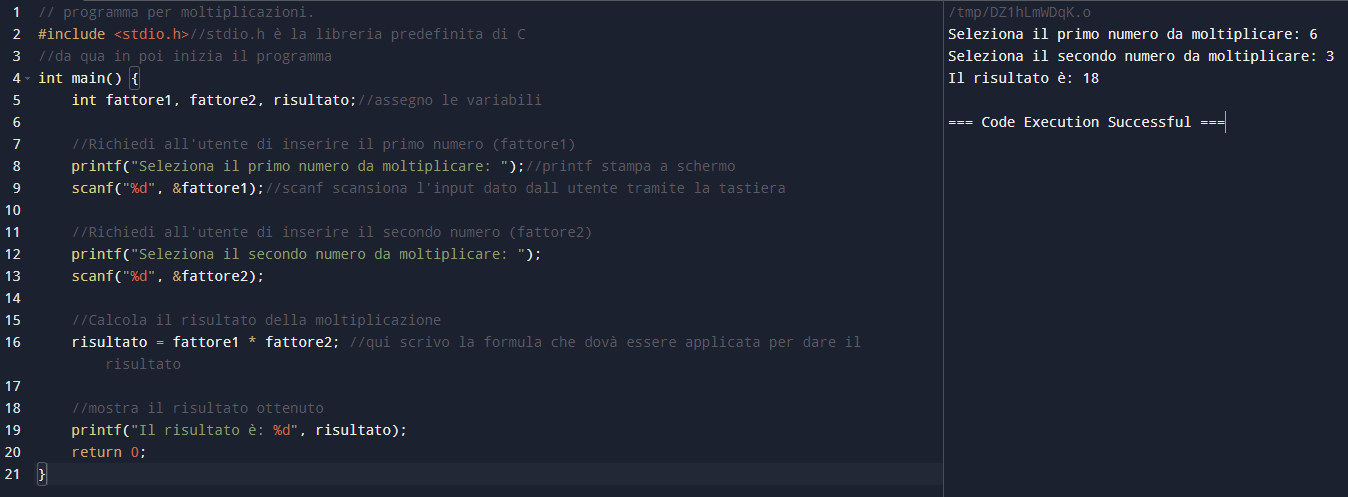 1 // programma per moltiplicazioni.
2 #include <stdio.h>//stdio.h è la libreria predefinita di C
3 //da qua in poi inizia il programma
4 int main() {
5 int fattore1, fattore2, risultato;//assegno le variabili
6
7 //Richiedi all'utente di inserire il primo numero (fattore1)
8 printf("Seleziona il primo numero da moltiplicare: ");//printf stampa a schermo
9 scanf("%d", &fattore1);//scanf scansiona l'input dato dall utente tramite la tastiera
10
11 //Richiedi all'utente di inserire il secondo numero (fattore2)
12 printf("Seleziona il secondo numero da moltiplicare: ");
13 scanf("%d", &fattore2);
14
15 //Calcola il risultato della moltiplicazione
16 risultato = fattore1 * fattore2; //qui scrivo la formula che dovà essere applicata per dare il
risultato
17
18 //mostra il risultato ottenuto
19 printf("Il risultato è: %d", risultato);
20 return 0;
21 }
/tmp/DZ1hLmWDqK.o
Seleziona il primo numero da moltiplicare: 6
Seleziona il secondo numero da moltiplicare: 3
Il risultato è: 18
=== Code Execution Successful ===